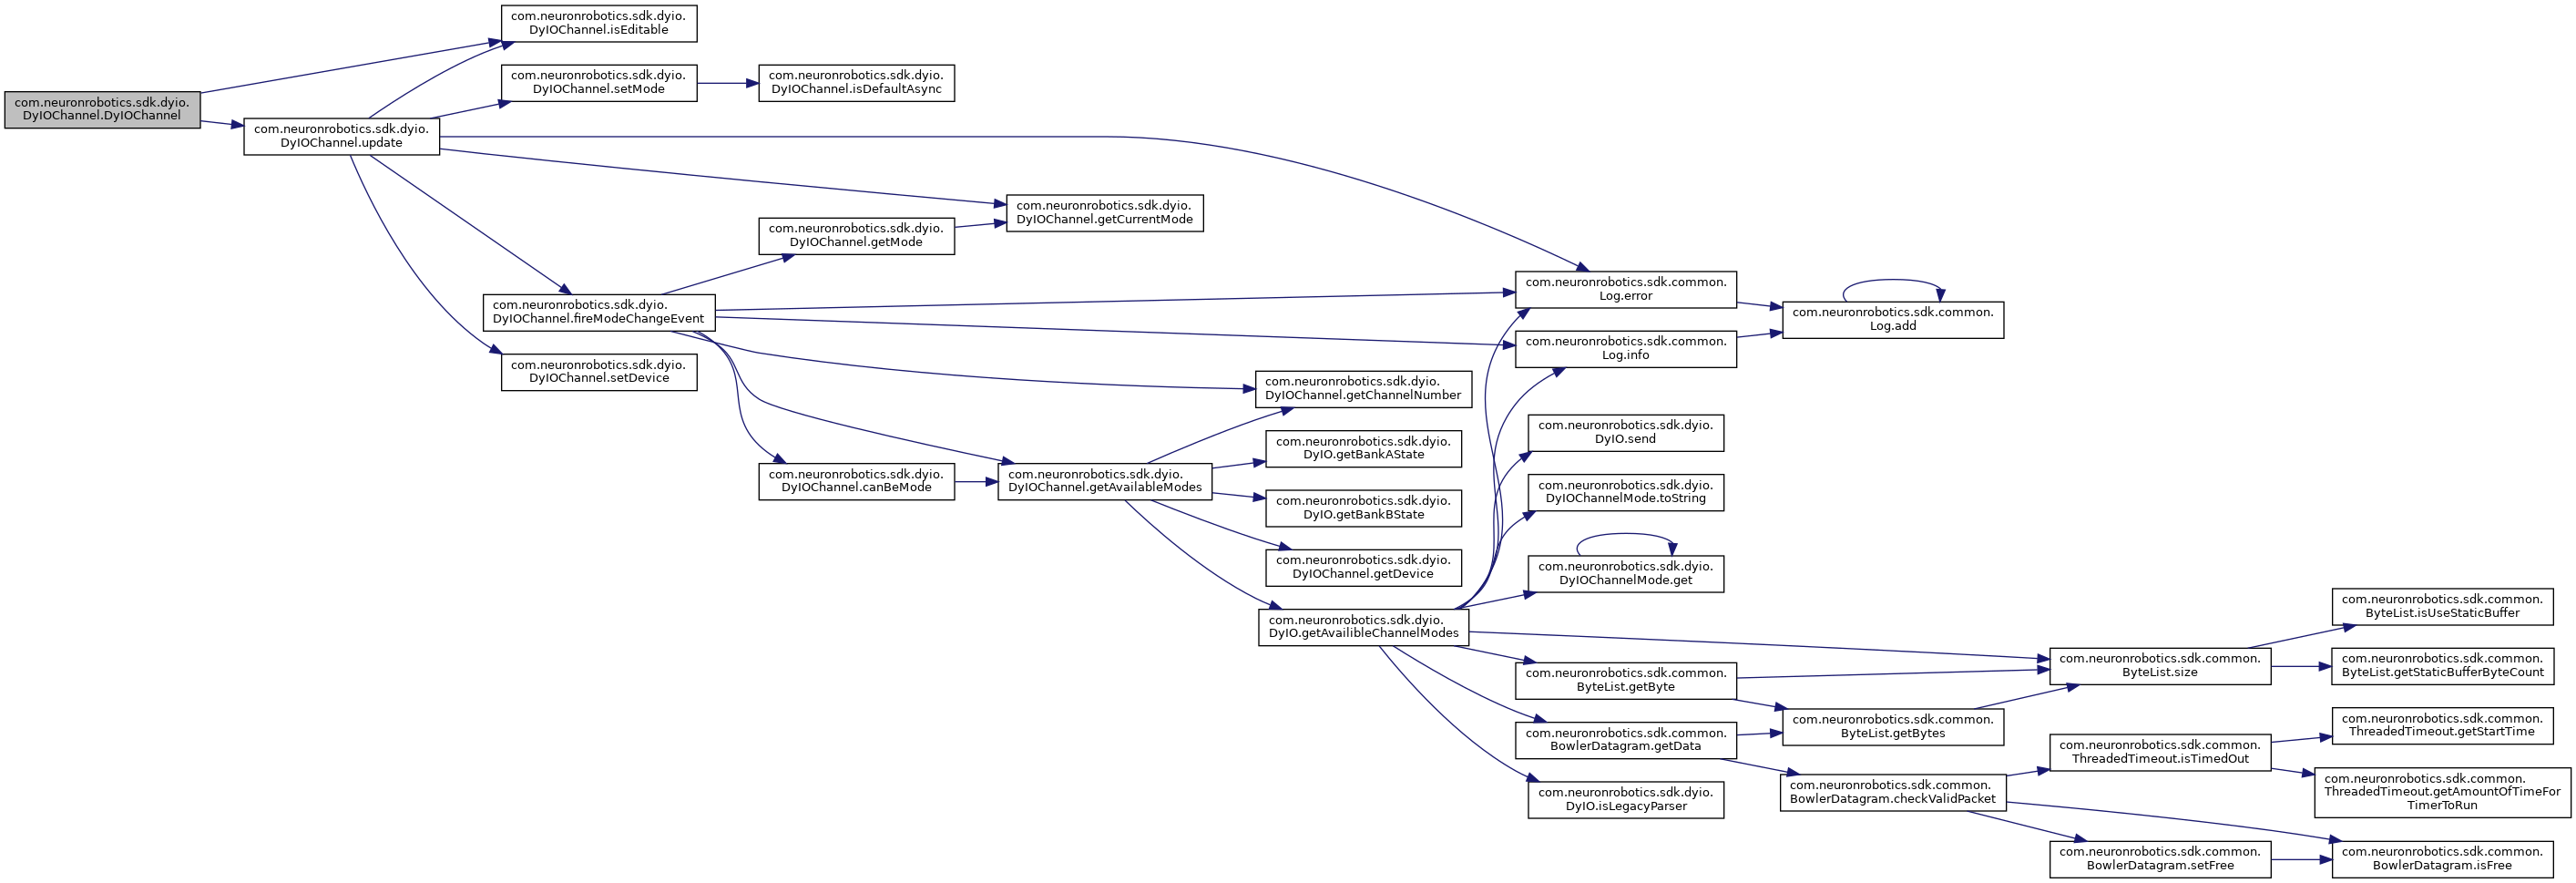 com.neuronrobotics.sdk.dyio.
DyIOChannel.DyIOChannel
com.neuronrobotics.sdk.dyio.
DyIOChannel.isEditable
com.neuronrobotics.sdk.dyio.
DyIOChannel.update
com.neuronrobotics.sdk.dyio.
DyIOChannel.setMode
com.neuronrobotics.sdk.dyio.
DyIOChannel.isDefaultAsync
com.neuronrobotics.sdk.dyio.
DyIOChannel.getCurrentMode
com.neuronrobotics.sdk.dyio.
DyIOChannel.getMode
com.neuronrobotics.sdk.dyio.
DyIOChannel.fireModeChangeEvent
com.neuronrobotics.sdk.dyio.
DyIOChannel.setDevice
com.neuronrobotics.sdk.common.
Log.error
com.neuronrobotics.sdk.common.
Log.info
com.neuronrobotics.sdk.common.
Log.add
com.neuronrobotics.sdk.dyio.
DyIOChannel.getChannelNumber
com.neuronrobotics.sdk.dyio.
DyIOChannel.canBeMode
com.neuronrobotics.sdk.dyio.
DyIOChannel.getAvailableModes
com.neuronrobotics.sdk.dyio.
DyIO.getBankAState
com.neuronrobotics.sdk.dyio.
DyIO.getBankBState
com.neuronrobotics.sdk.dyio.
DyIOChannel.getDevice
com.neuronrobotics.sdk.dyio.
DyIO.getAvailibleChannelModes
com.neuronrobotics.sdk.dyio.
DyIO.send
com.neuronrobotics.sdk.dyio.
DyIOChannelMode.toString
com.neuronrobotics.sdk.dyio.
DyIOChannelMode.get
com.neuronrobotics.sdk.common.
ByteList.getByte
com.neuronrobotics.sdk.common.
BowlerDatagram.getData
com.neuronrobotics.sdk.dyio.
DyIO.isLegacyParser
com.neuronrobotics.sdk.common.
ByteList.getBytes
com.neuronrobotics.sdk.common.
BowlerDatagram.checkValidPacket
com.neuronrobotics.sdk.common.
ByteList.size
com.neuronrobotics.sdk.common.
ByteList.isUseStaticBuffer
com.neuronrobotics.sdk.common.
ByteList.getStaticBufferByteCount
com.neuronrobotics.sdk.common.
ThreadedTimeout.isTimedOut
com.neuronrobotics.sdk.common.
ThreadedTimeout.getStartTime
com.neuronrobotics.sdk.common.
ThreadedTimeout.getAmountOfTimeFor
TimerToRun
com.neuronrobotics.sdk.common.
BowlerDatagram.setFree
com.neuronrobotics.sdk.common.
BowlerDatagram.isFree